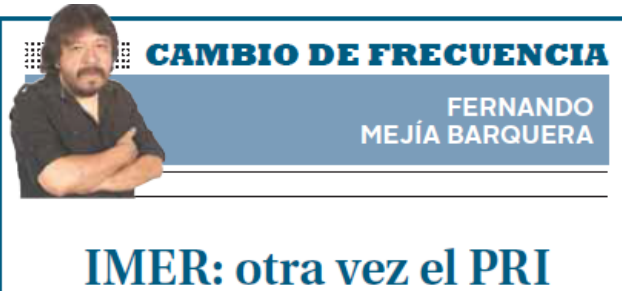 CAMBIO DE FRECUENCIA
FERNANDO
MEJÍA BARQUERA
IMER: otra vez el PRI